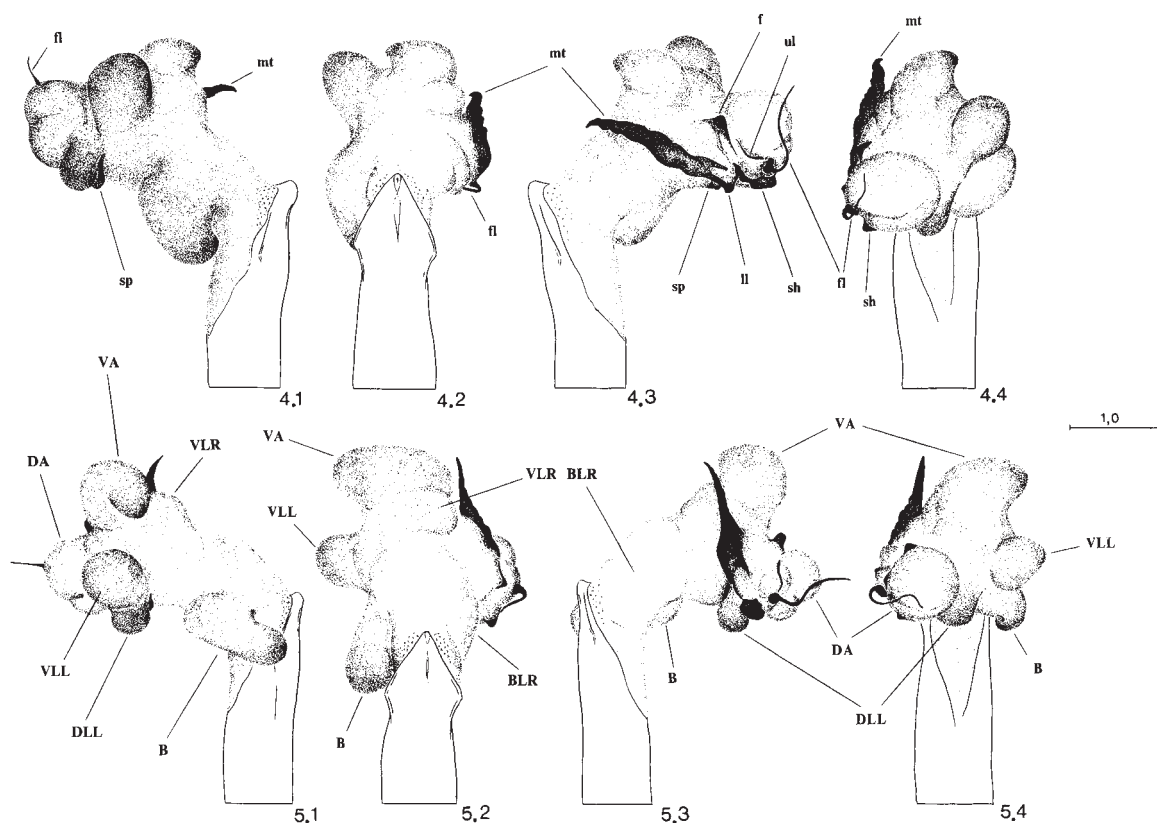 fl
mt
sp
4.1
mt
fl
4.2
f
ul
sp
ll
sh
fl
4.3
mt
sh
4.4
1,0
VA
DA
VLR
VLL
DLL
B
5.1
VA
VLL
VLR BLR
B
BLR
5.2
VA
B
DA
DLL
5.3
VLL
B
5.4